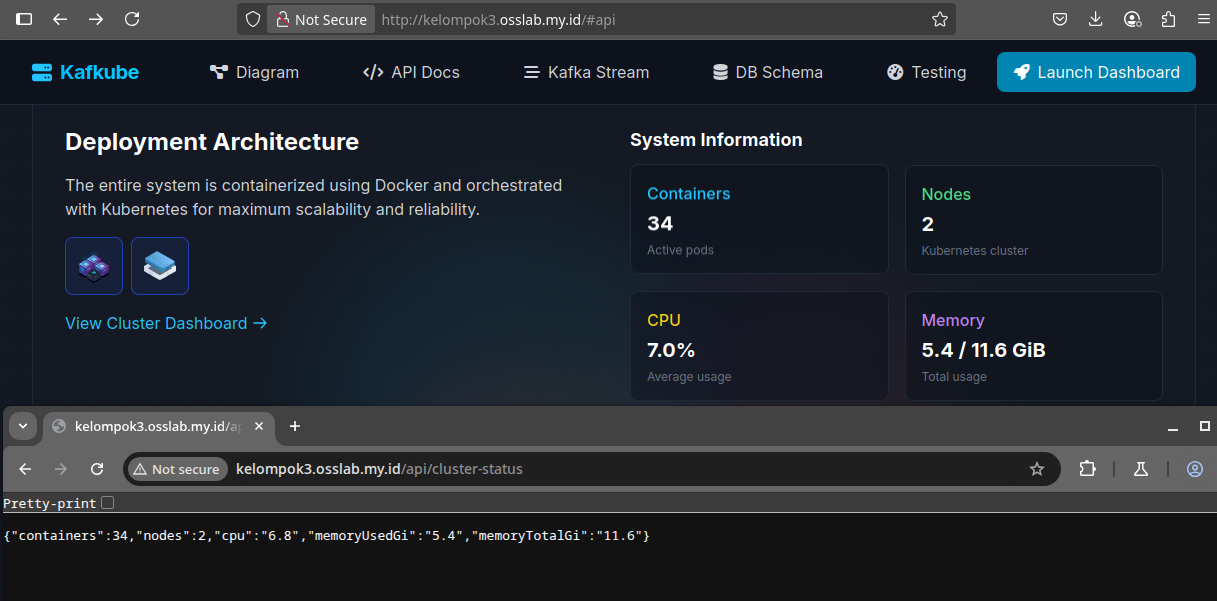 Not Secure http://kelompok3.osslab.my.id/#api
Kafkube Diagram </> API Docs Kafka Stream DB Schema Testing Launch Dashboard
Deployment Architecture
The entire system is containerized using Docker and orchestrated
with Kubernetes for maximum scalability and reliability.
View Cluster Dashboard →
System Information
Containers
34
Active pods
Nodes
2
Kubernetes cluster
CPU
7.0%
Average usage
Memory
5.4 / 11.6 GiB
Total usage
kelompok3.osslab.my.id/ap
Not secure kelompok3.osslab.my.id/api/cluster-status
Pretty-print
{"containers":34,"nodes":2,"cpu":"6.8","memoryUsedGi":"5.4","memoryTotalGi":"11.6"}